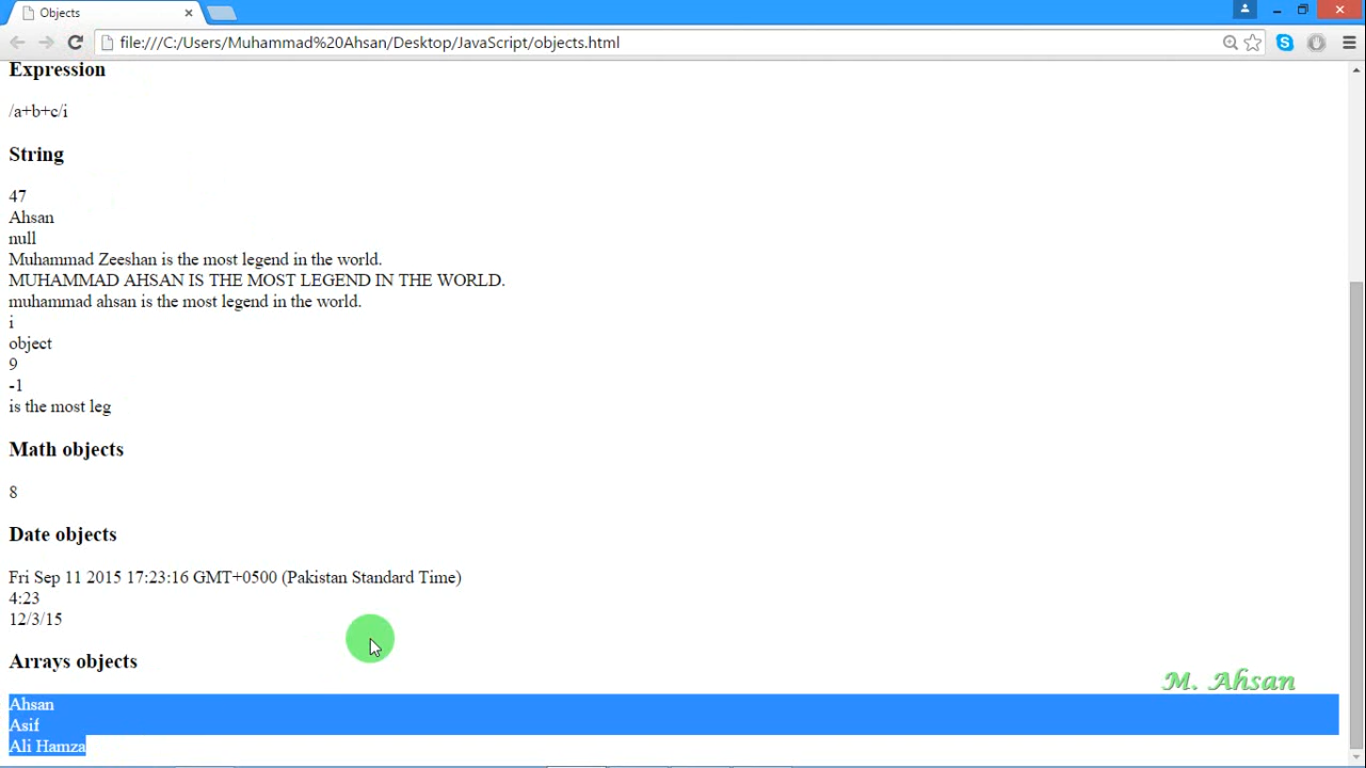 Objects
file:///C:/Users/Muhammad%20Ahsan/Desktop/JavaScript/objects.html
Expression
/a+b+c/i
String
47
Ahsan
null
Muhammad Zeeshan is the most legend in the world.
MUHAMMAD AHSAN IS THE MOST LEGEND IN THE WORLD.
muhammad ahsan is the most legend in the world.
i
object
9
-1
is the most leg
Math objects
8
Date objects
Fri Sep 11 2015 17:23:16 GMT+0500 (Pakistan Standard Time)
4:23
12/3/15
Arrays objects
M. Ahsan
Ahsan
Asif
Ali Hamza